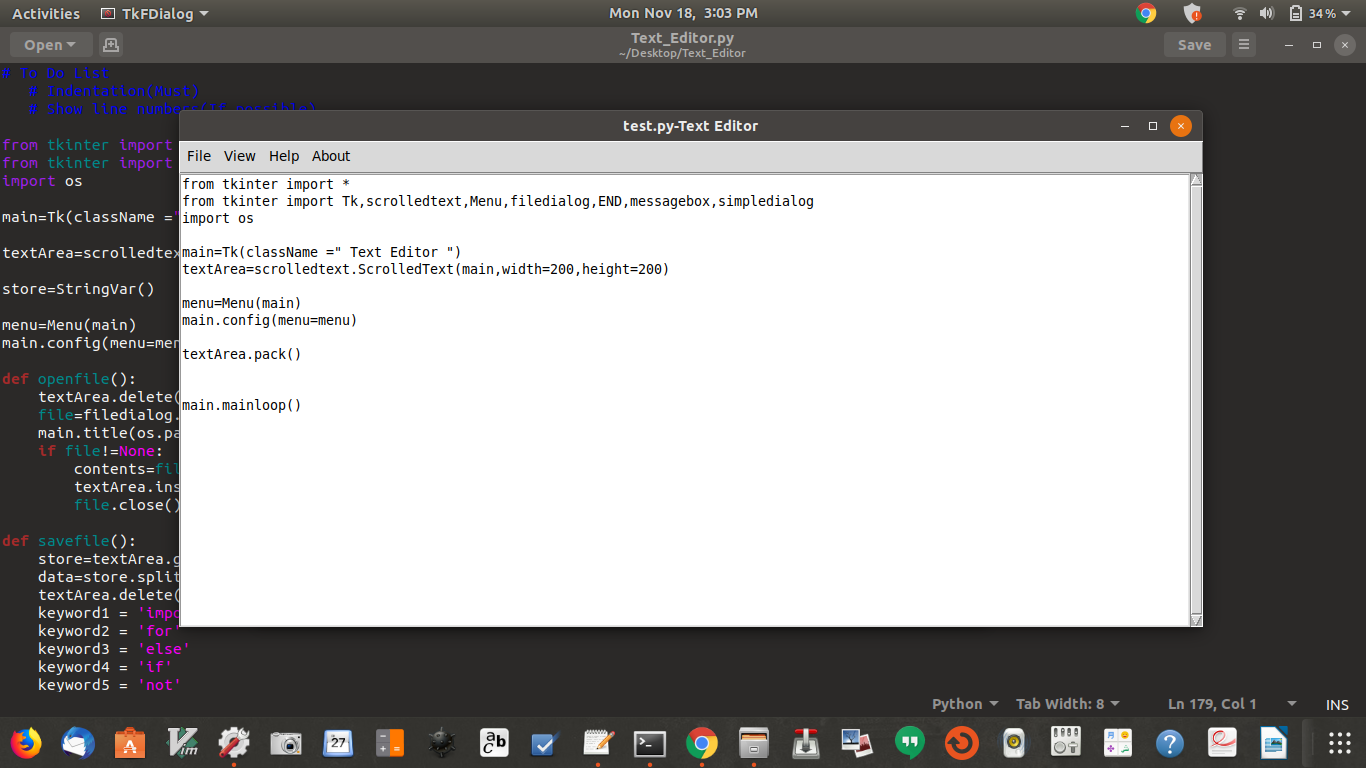 Activities
TkFDialog
Mon Nov 18, 3:03 PM
34%
Open
Text_Editor.py
~/Desktop/Text_Editor
Save
# To Do List
# Indentation(Must)
# Show line numbers(If possible)
from tkinter import
from tkinter import
import os
main=Tk(className ="
textArea=scrolledtex
store=StringVar()
menu=Menu(main)
main.config(menu=men
def openfile():
textArea.delete(
file=filedialog.
main.title(os.pa
if file!=None:
contents=fil
textArea.ins
file.close()
def savefile():
store=textArea.g
data=store.split
textArea.delete(
keyword1 = 'impo
keyword2 = 'for'
keyword3 = 'else'
keyword4 = 'if'
keyword5 = 'not'
test.py-Text Editor
File View Help About
from tkinter import *
from tkinter import Tk,scrolledtext,Menu,filedialog,END,messagebox,simpledialog
import os
main=Tk(className =" Text Editor ")
textArea=scrolledtext.ScrolledText(main,width=200,height=200)
menu=Menu(main)
main.config(menu=menu)
textArea.pack()
main.mainloop()
Python
Tab Width: 8
Ln 179, Col 1
INS
27
ab
c